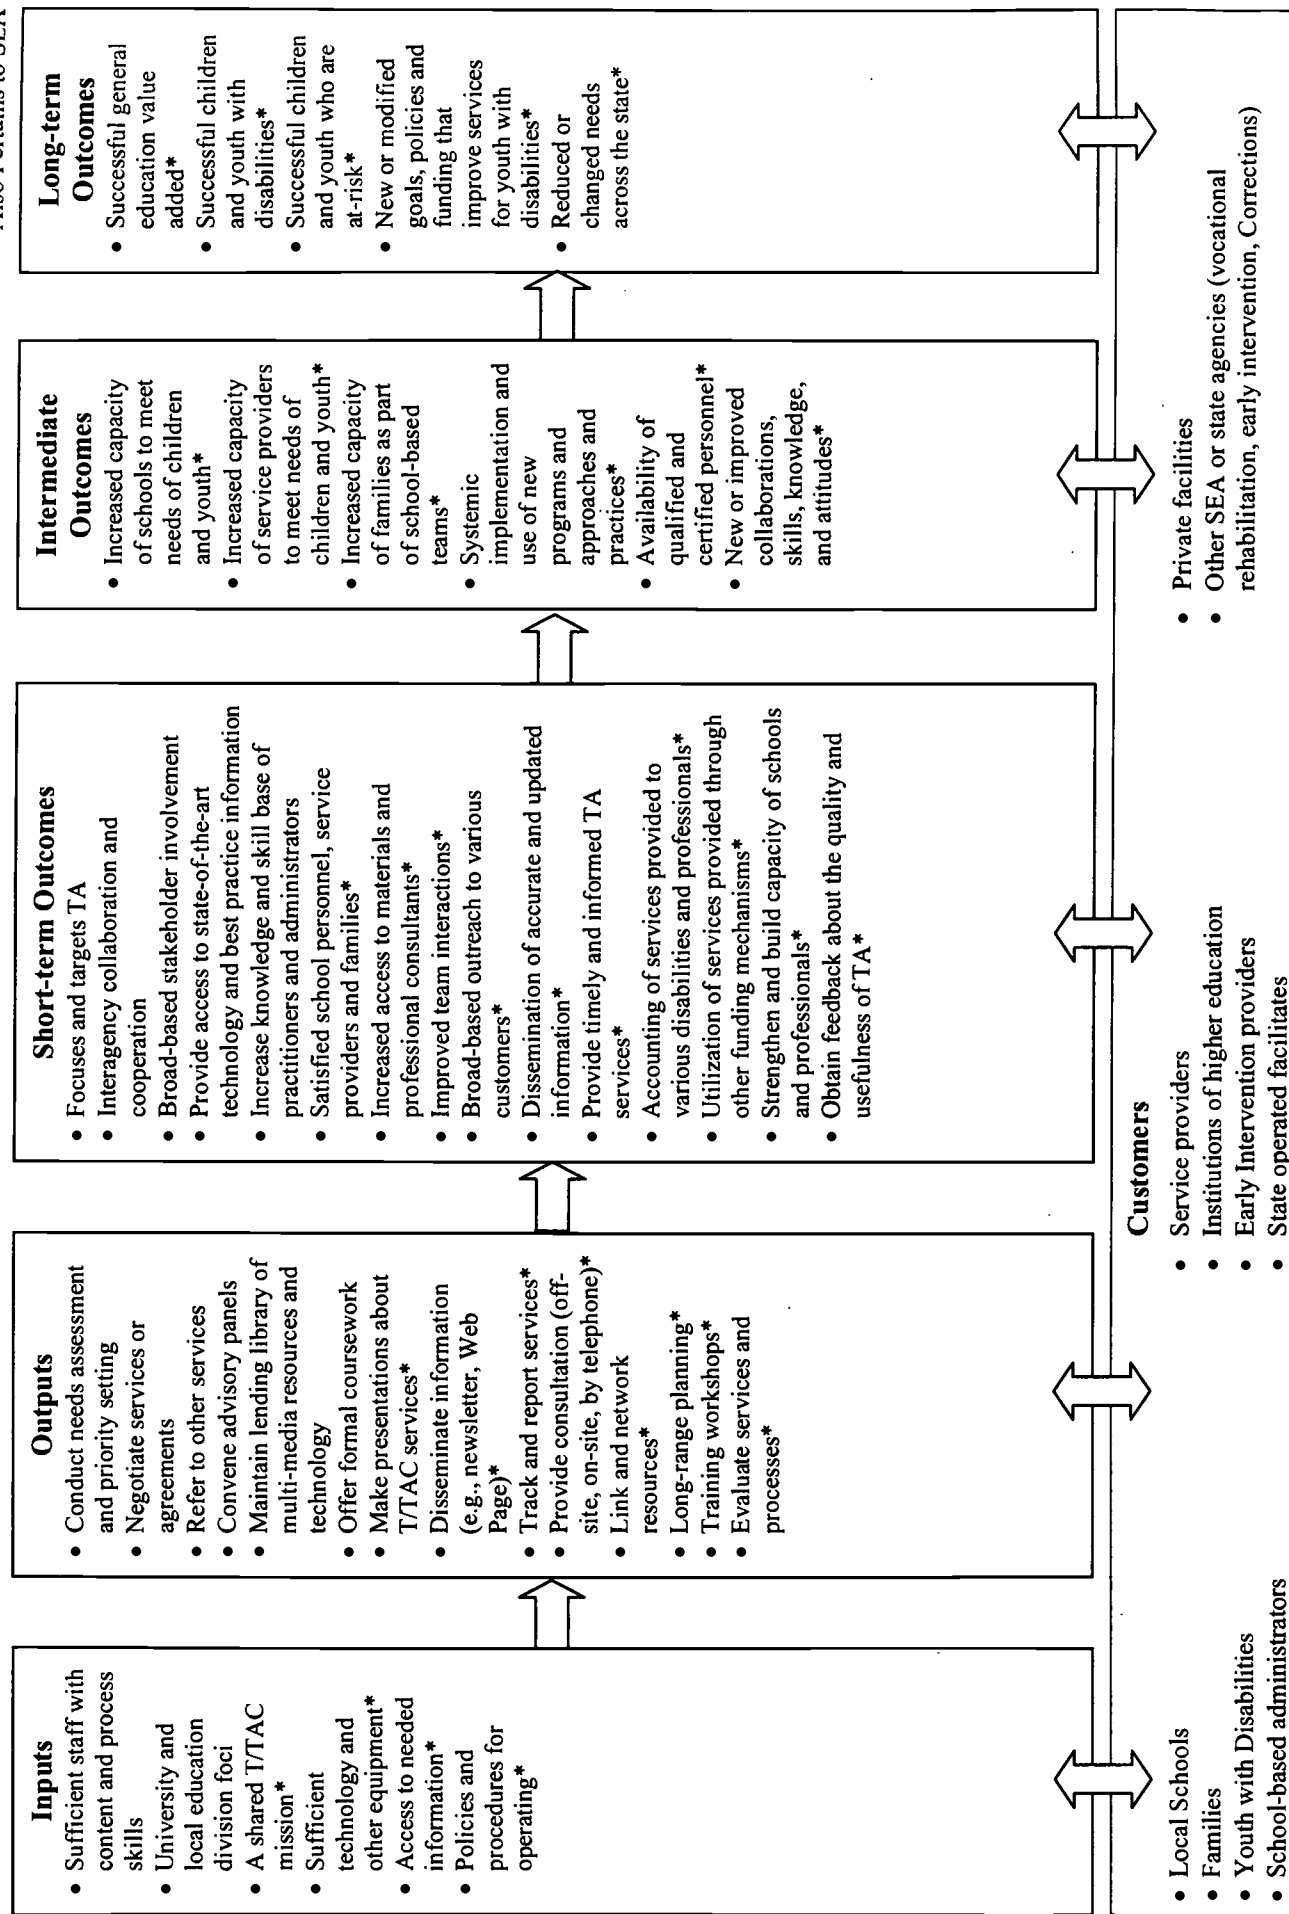 Also Pertains to SEA
Inputs
• Sufficient staff with
content and process
skills
• University and
local education
division foci
• A shared T/TAC
mission*
• Sufficient
technology and
other equipment*
• Access to needed
information*
• Policies and
procedures for
operating*
Outputs
• Conduct needs assessment
and priority setting
• Negotiate services or
agreements
• Refer to other services
• Convene advisory panels
• Maintain lending library of
multi-media resources and
technology
• Offer formal coursework
• Make presentations about
T/TAC services*
• Disseminate information
(e.g., newsletter, Web
Page)*
• Track and report services*
• Provide consultation (off-
site, on-site, by telephone)*
• Link and network
resources*
• Long-range planning*
• Training workshops*
• Evaluate services and
processes*
Short-term Outcomes
• Focuses and targets TA
• Interagency collaboration and
cooperation
• Broad-based stakeholder involvement
• Provide access to state-of-the-art
technology and best practice information
• Increase knowledge and skill base of
practitioners and administrators
• Satisfied school personnel, service
providers and families*
• Increased access to materials and
professional consultants*
• Improved team interactions*
• Broad-based outreach to various
customers*
• Dissemination of accurate and updated
information*
• Provide timely and informed TA
services*
• Accounting of services provided to
various disabilities and professionals*
• Utilization of services provided through
other funding mechanisms*
• Strengthen and build capacity of schools
and professionals*
• Obtain feedback about the quality and
usefulness of TA*
Intermediate
Outcomes
• Increased capacity
of schools to meet
needs of children
and youth*
• Increased capacity
of service providers
to meet needs of
children and youth*
• Increased capacity
of families as part
of school-based
teams*
• Systemic
implementation and
use of new
programs and
approaches and
practices*
• Availability of
qualified and
certified personnel*
• New or improved
collaborations,
skills, knowledge,
and attitudes*
Long-term
Outcomes
• Successful general
education value
added*
• Successful children
and youth with
disabilities*
• Successful children
and youth who are
at-risk*
• New or modified
goals, policies and
funding that
improve services
for youth with
disabilities*
• Reduced or
changed needs
across the state*
Customers
• Local Schools
• Families
• Youth with Disabilities
• School-based administrators
• Service providers
• Institutions of higher education
• Early Intervention providers
• State operated facilitates
• Private facilities
• Other SEA or state agencies (vocational
rehabilitation, early intervention, Corrections)